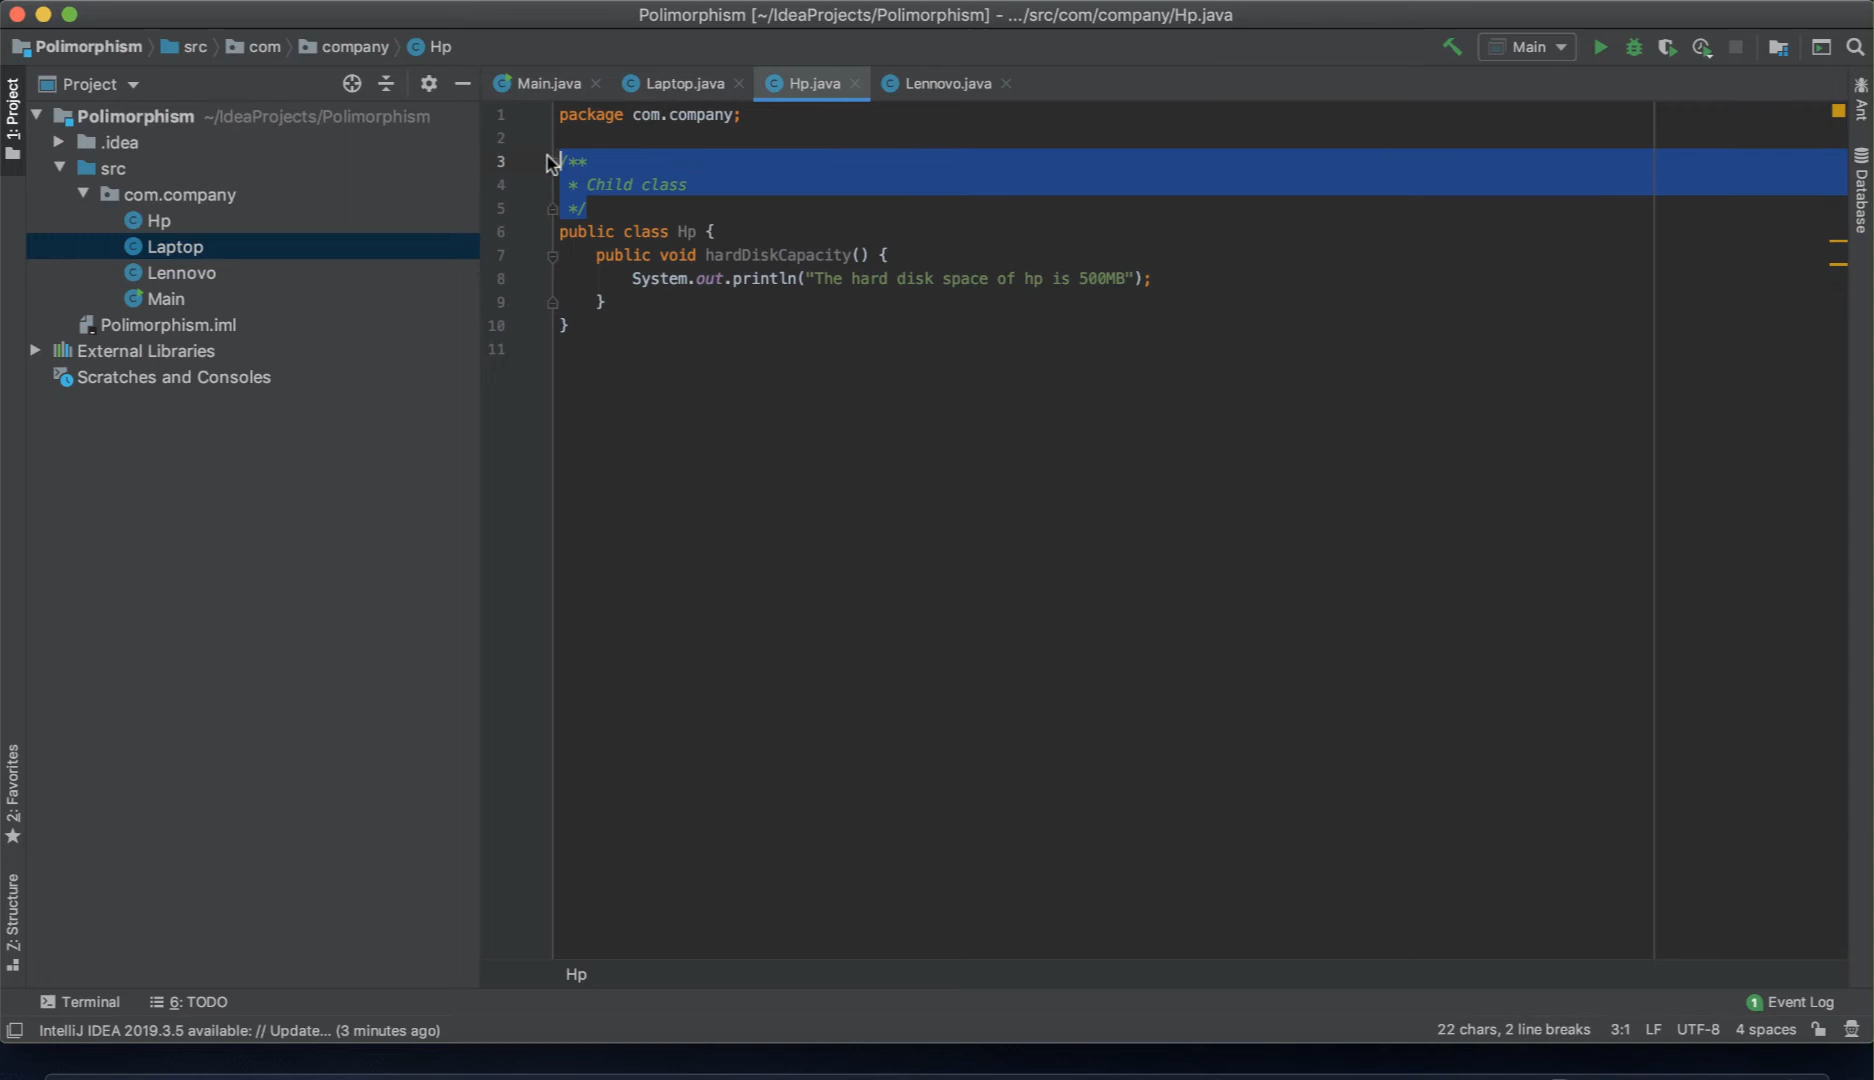 Polimorphism [~/IdeaProjects/Polimorphism] - .../src/com/company/Hp.java
Polimorphism src com company Hp
Main
Project
Main.java Laptop.java Hp.java Lennovo.java
1: Project
Polimorphism ~/IdeaProjects/Polimorphism
.idea
src
com.company
Hp
Laptop
Lennovo
Main
Polimorphism.iml
External Libraries
Scratches and Consoles
1 package com.company;
2
3 /**
4 * Child class
5 */
6 public class Hp {
7 public void hardDiskCapacity() {
8 System.out.println("The hard disk space of hp is 500MB");
9 }
10 }
11
Ant
Database
2: Favorites
Z: Structure
Hp
Terminal 6: TODO
1 Event Log
IntelliJ IDEA 2019.3.5 available: // Update... (3 minutes ago)
22 chars, 2 line breaks 3:1 LF UTF-8 4 spaces